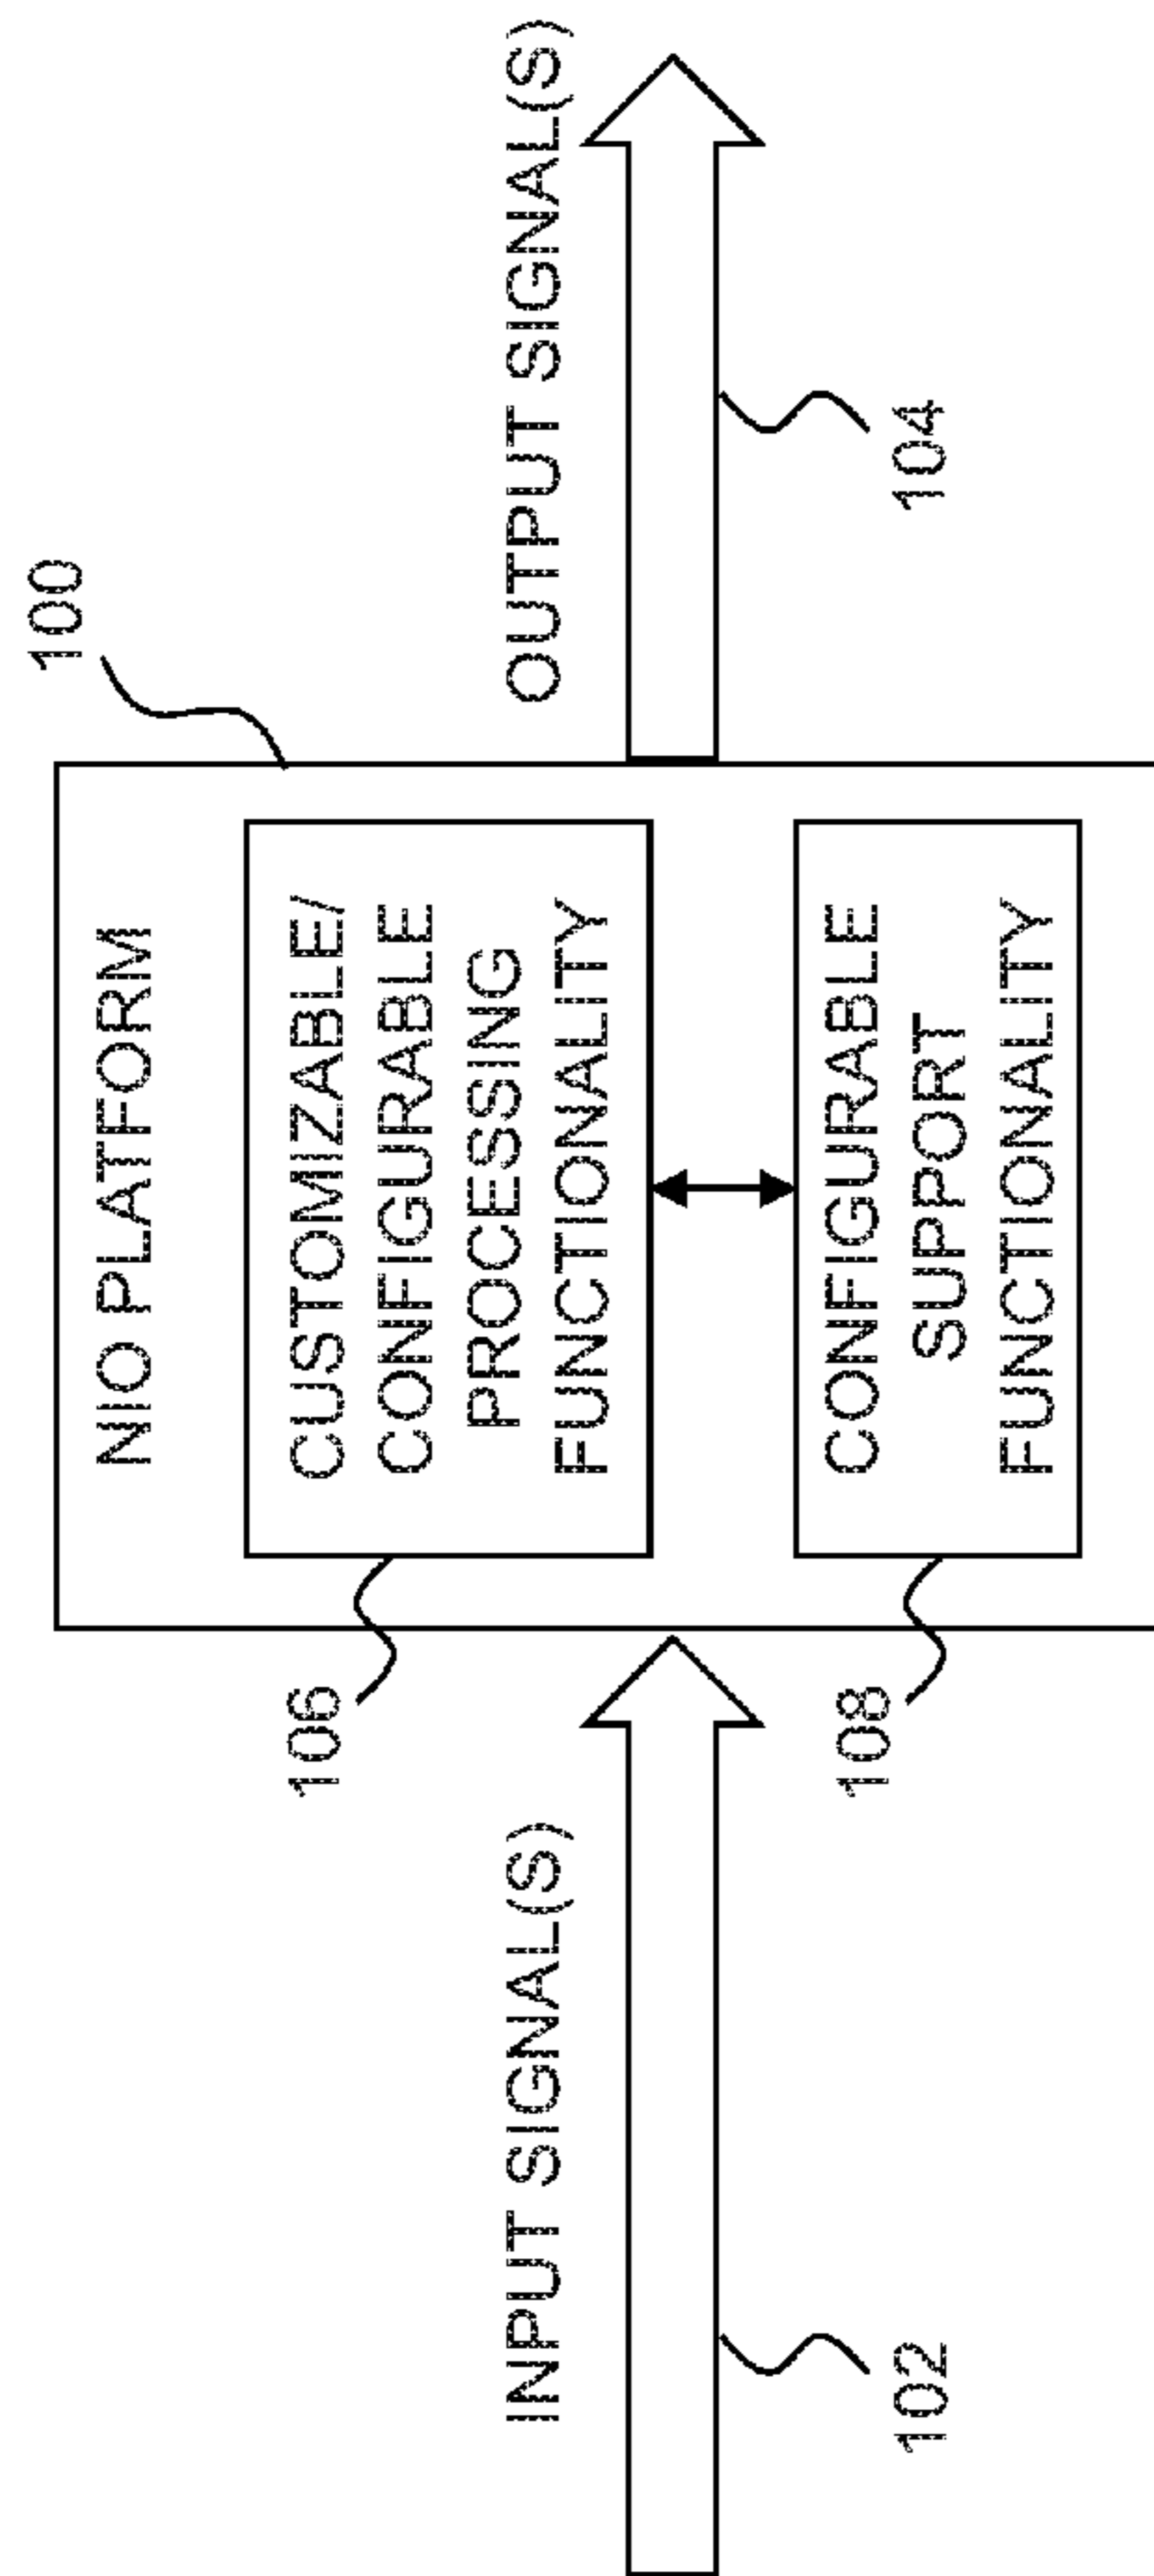 100
NIO PLATFORM
CUSTOMIZABLE/
CONFIGURABLE
PROCESSING
FUNCTIONALITY
106
INPUT SIGNAL(S)
OUTPUT SIGNAL(S)
CONFIGURABLE
SUPPORT
FUNCTIONALITY
108
102
104